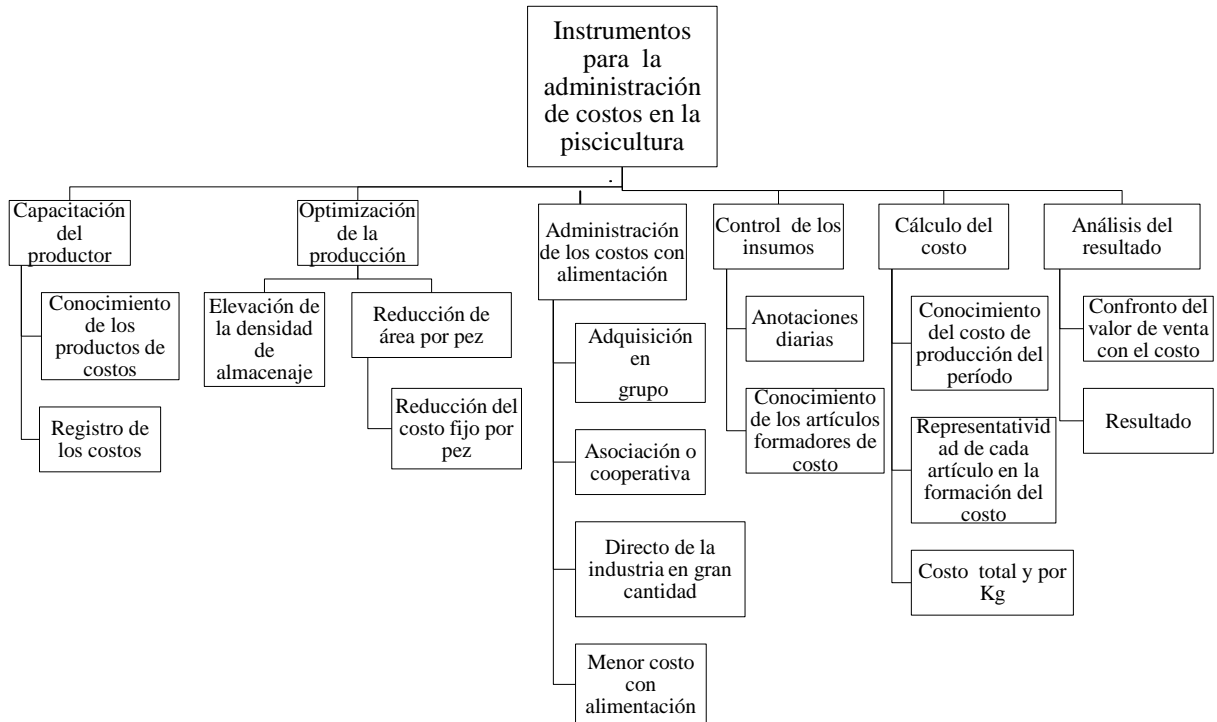 Instrumentos
para la
administración
de costos en la
piscicultura
Capacitación
del
productor
Conocimiento
de los
productos de
costos
Registro de
los costos
Optimización
de la
producción
Elevación de
la densidad
de
almacenaje
Reducción de
área por pez
Reducción del
costo fijo por
pez
Administración
de los costos con
alimentación
Adquisición
en
grupo
Asociación o
cooperativa
Directo de la
industria en gran
cantidad
Menor costo
con
alimentación
Control de los
insumos
Anotaciones
diarias
Conocimiento
de los artículos
formadores de
costo
Cálculo del
costo
Conocimiento
del costo de
producción del
período
Representativid
ad de cada
artículo en la
formación del
costo
Costo total y por
Kg
Análisis del
resultado
Confronto del
valor de venta
con el costo
Resultado